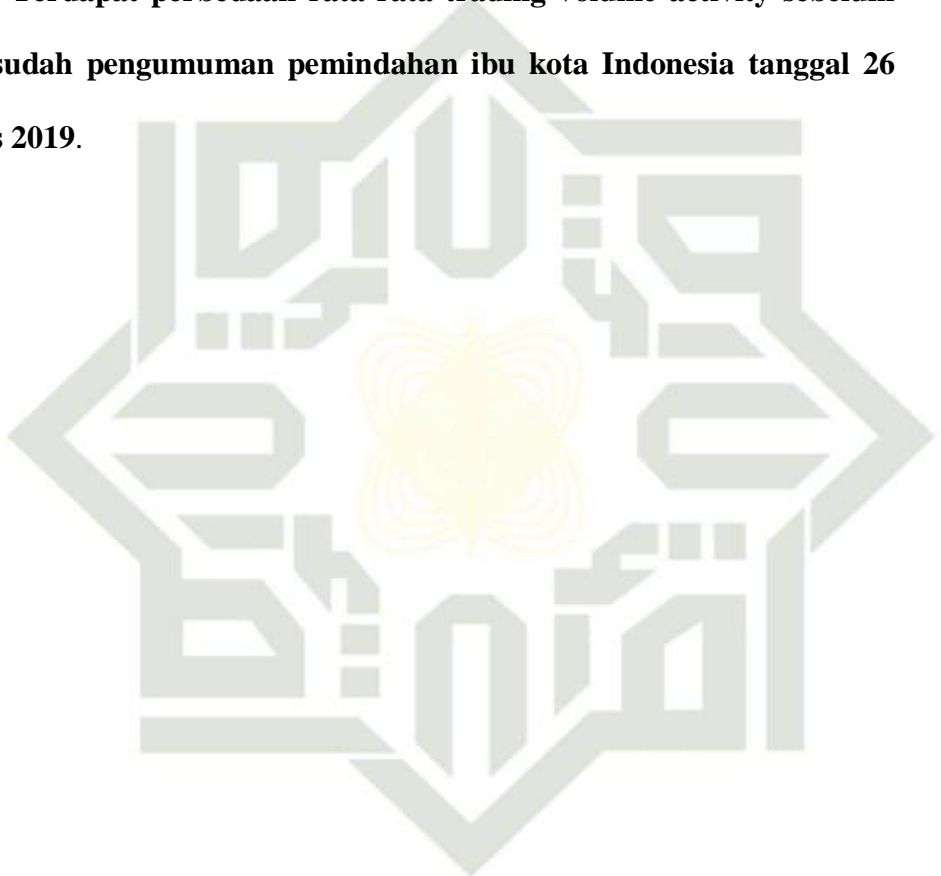 Terdapat perbedaan rata-rata trading volume activity sebelum
sudah pengumuman pemindahan ibu kota Indonesia tanggal 26
s 2019.